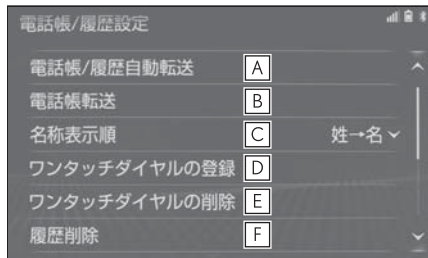 電話帳/履歴設定
電話帳/履歴自動転送 A
電話帳転送 B
名称表示順 C 姓→名
ワンタッチダイヤルの登録 D
ワンタッチダイヤルの削除 E
履歴削除 F